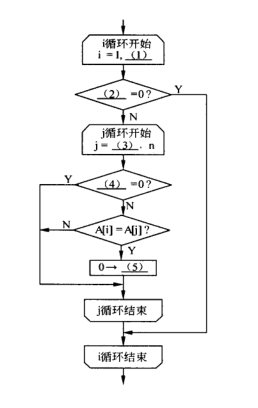 i循环开始
i =1, （1）
（2） =0? Y
N
j循环开始
j = （3）. n
Y （4） =0?
N
N A[i] = A[j] ?
Y
0→ （5）
j循环结束
i循环结束